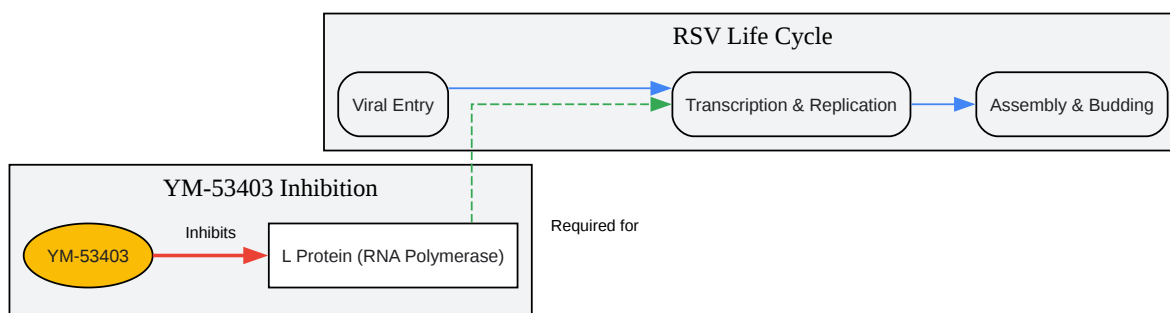 RSV Life Cycle
Viral Entry
Transcription & Replication
Assembly & Budding
YM-53403 Inhibition
YM-53403
Inhibits
L Protein (RNA Polymerase)
Required for